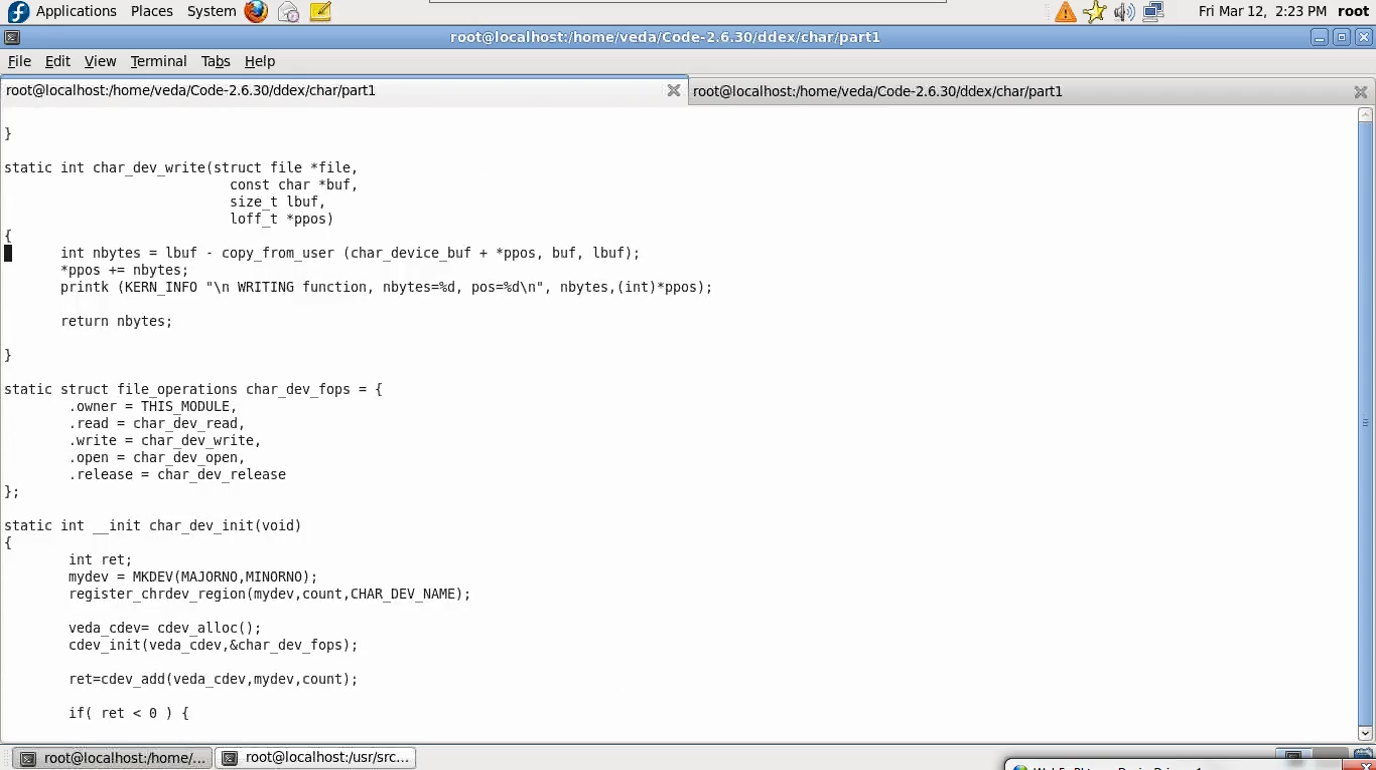 Applications Places System Fri Mar 12, 2:23 PM root
root@localhost:/home/veda/Code-2.6.30/ddex/char/part1
File Edit View Terminal Tabs Help
root@localhost:/home/veda/Code-2.6.30/ddex/char/part1 root@localhost:/home/veda/Code-2.6.30/ddex/char/part1
}
static int char_dev_write(struct file *file,
const char *buf,
size_t lbuf,
loff_t *ppos)
{
int nbytes = lbuf - copy_from_user (char_device_buf + *ppos, buf, lbuf);
*ppos += nbytes;
printk (KERN_INFO "\n WRITING function, nbytes=%d, pos=%d\n", nbytes,(int)*ppos);
return nbytes;
}
static struct file_operations char_dev_fops = {
.owner = THIS_MODULE,
.read = char_dev_read,
.write = char_dev_write,
.open = char_dev_open,
.release = char_dev_release
};
static int __init char_dev_init(void)
{
int ret;
mydev = MKDEV(MAJORNO,MINORNO);
register_chrdev_region(mydev,count,CHAR_DEV_NAME);
veda_cdev= cdev_alloc();
cdev_init(veda_cdev,&char_dev_fops);
ret=cdev_add(veda_cdev,mydev,count);
if( ret < 0 ) {
root@localhost:/home/... root@localhost:/usr/src...